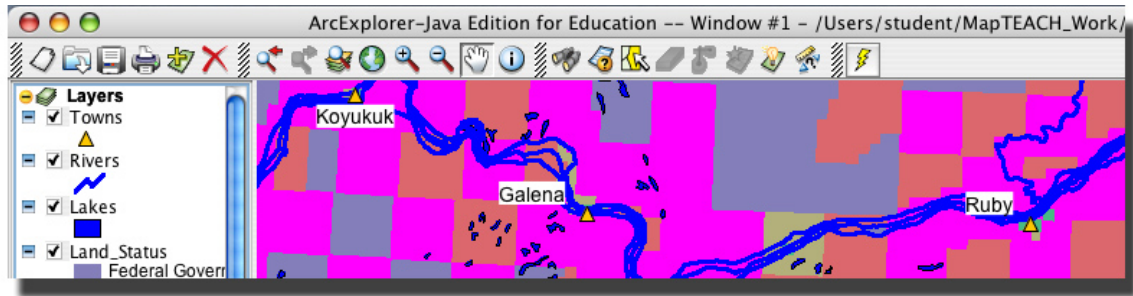 ArcExplorer-Java Edition for Education -- Window #1 - /Users/student/MapTEACH_Work/
Layers
Towns
Rivers
Lakes
Land_Status
Federal Goverr
Koyukuk
Galena
Ruby